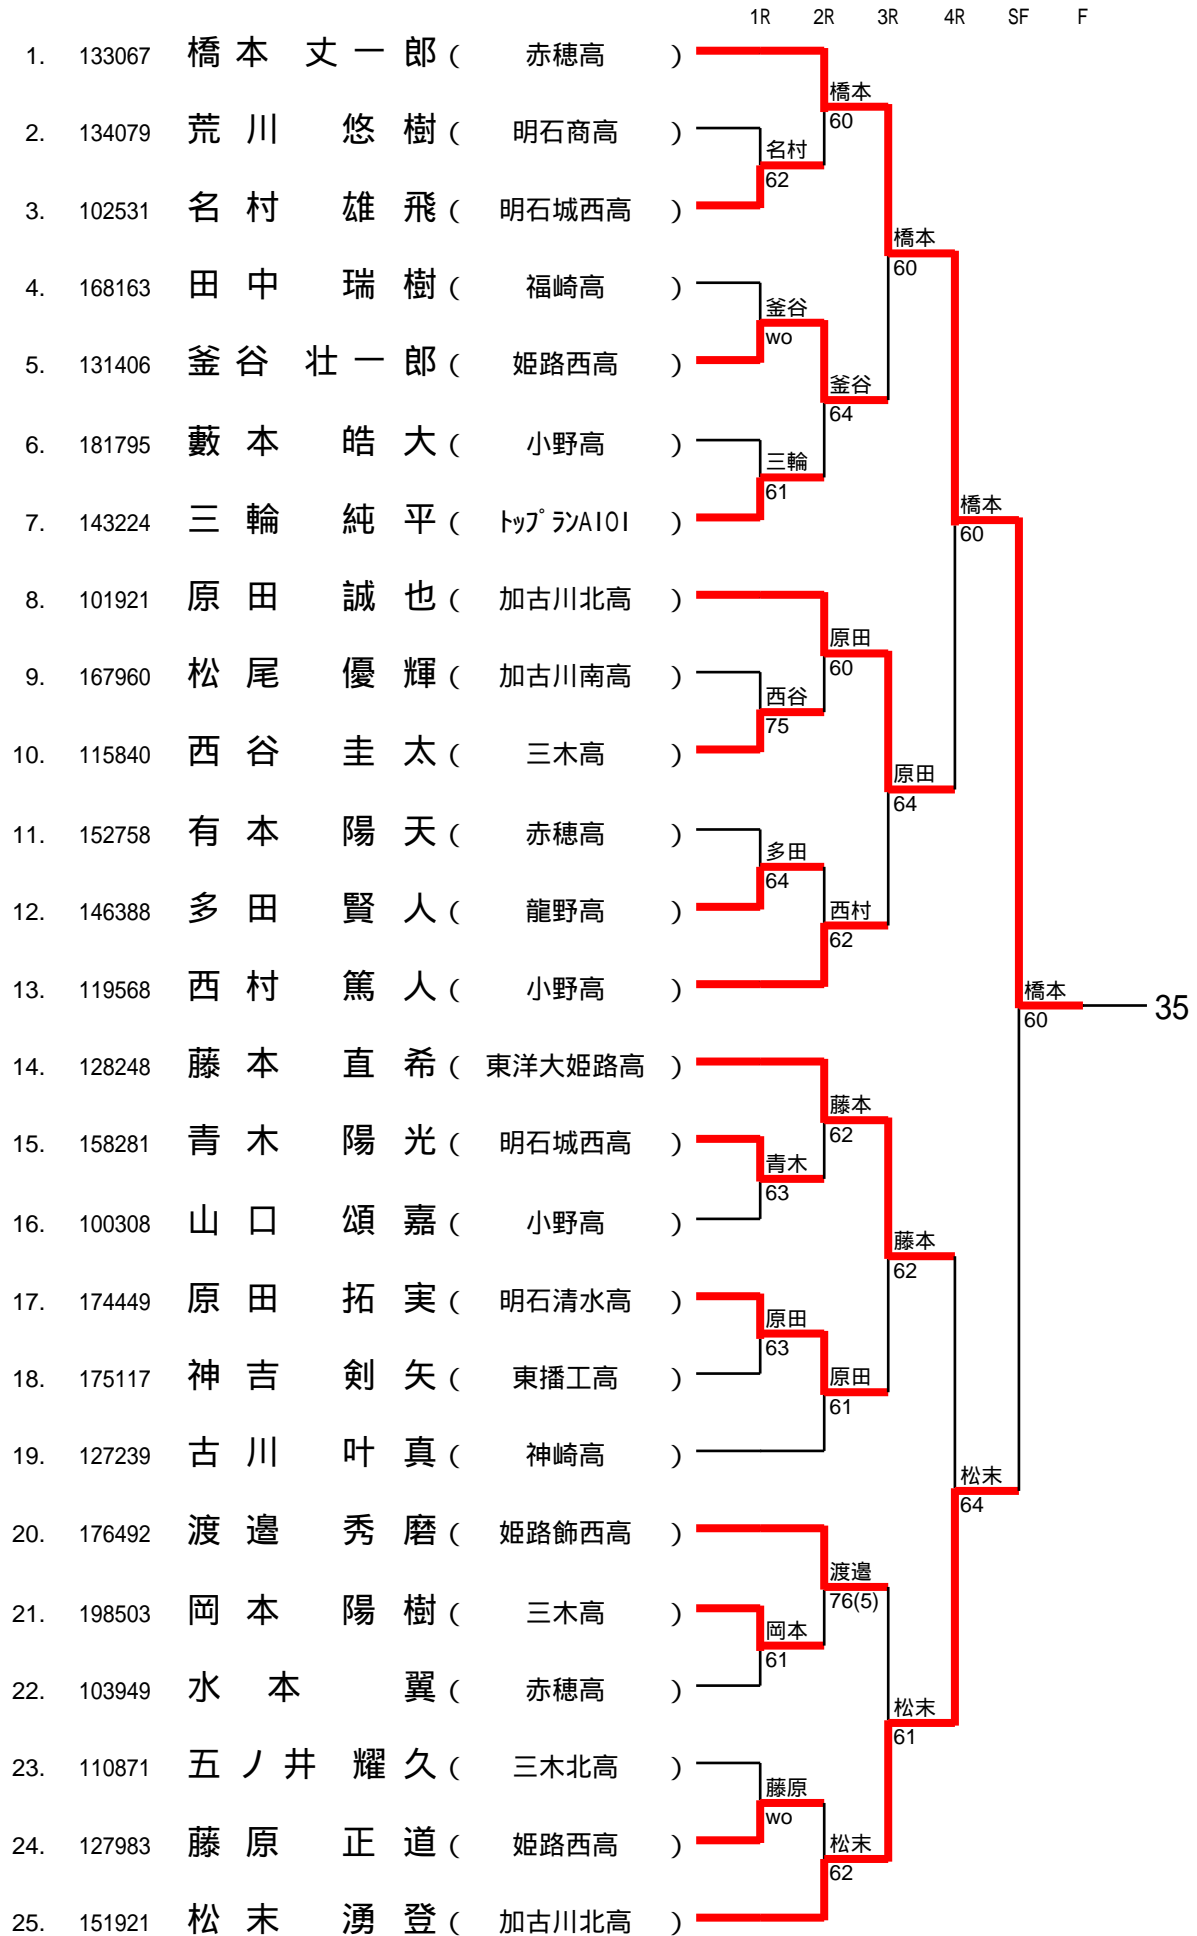 1R 2R 3R 4R SF F
1. 133067 橋本 丈一郎 ( 赤穂高 )
橋本
60
2. 134079 荒川 悠樹 ( 明石商高 )
名村
62
3. 102531 名村 雄飛 ( 明石城西高 )
橋本
60
4. 168163 田中 瑞樹 ( 福崎高 )
釜谷
wo
5. 131406 釜谷 壮一郎 ( 姫路西高 )
釜谷
64
6. 181795 藪本 皓大 ( 小野高 )
三輪
61
7. 143224 三輪 純平 ( トップランAIOI )
橋本
60
8. 101921 原田 誠也 ( 加古川北高 )
原田
60
9. 167960 松尾 優輝 ( 加古川南高 )
西谷
75
10. 115840 西谷 圭太 ( 三木高 )
原田
64
11. 152758 有本 陽天 ( 赤穂高 )
多田
64
12. 146388 多田 賢人 ( 龍野高 )
西村
62
13. 119568 西村 篤人 ( 小野高 )
橋本
60
35
14. 128248 藤本 直希 ( 東洋大姫路高 )
藤本
62
15. 158281 青木 陽光 ( 明石城西高 )
青木
63
16. 100308 山口 頌嘉 ( 小野高 )
藤本
62
17. 174449 原田 拓実 ( 明石清水高 )
原田
63
18. 175117 神吉 剣矢 ( 東播工高 )
原田
61
19. 127239 古川 叶真 ( 神崎高 )
松末
64
20. 176492 渡邉 秀磨 ( 姫路飾西高 )
渡邉
76(5)
21. 198503 岡本 陽樹 ( 三木高 )
岡本
61
22. 103949 水本 翼 ( 赤穂高 )
松末
61
23. 110871 五ノ井 耀久 ( 三木北高 )
藤原
wo
24. 127983 藤原 正道 ( 姫路西高 )
松末
62
25. 151921 松末 湧登 ( 加古川北高 )